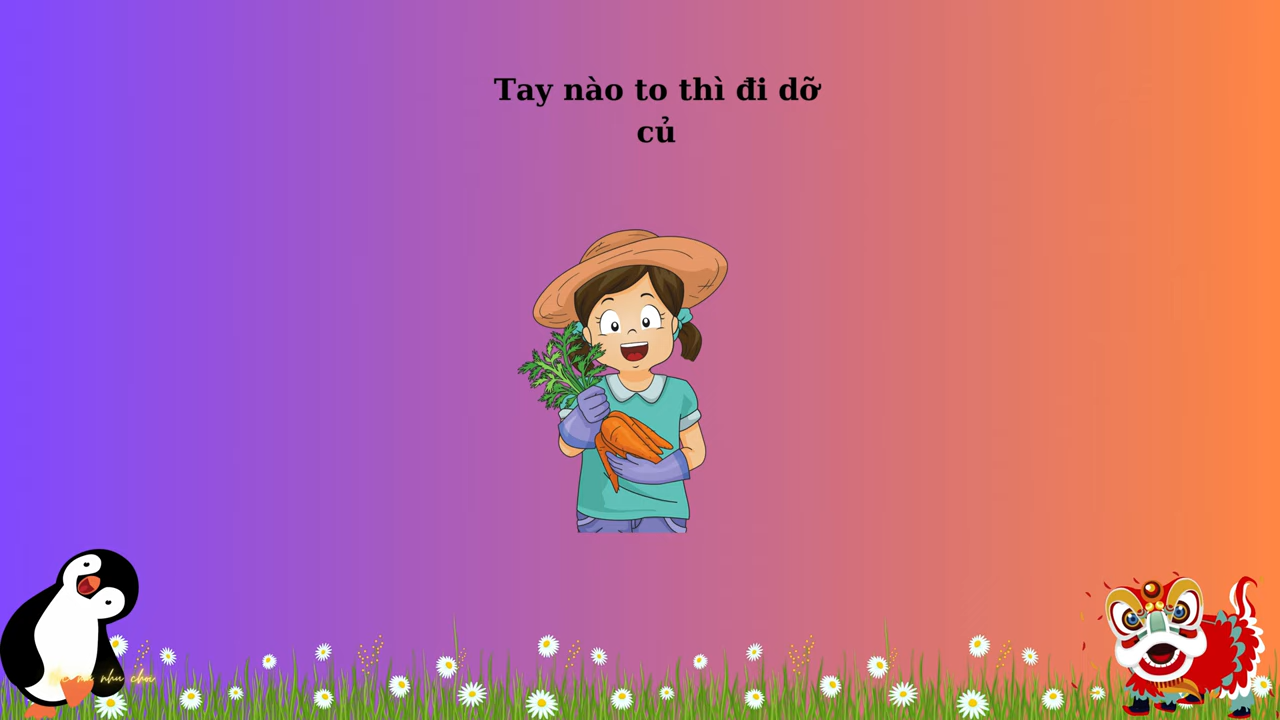 Tay nào to thì đi dỡ
củ